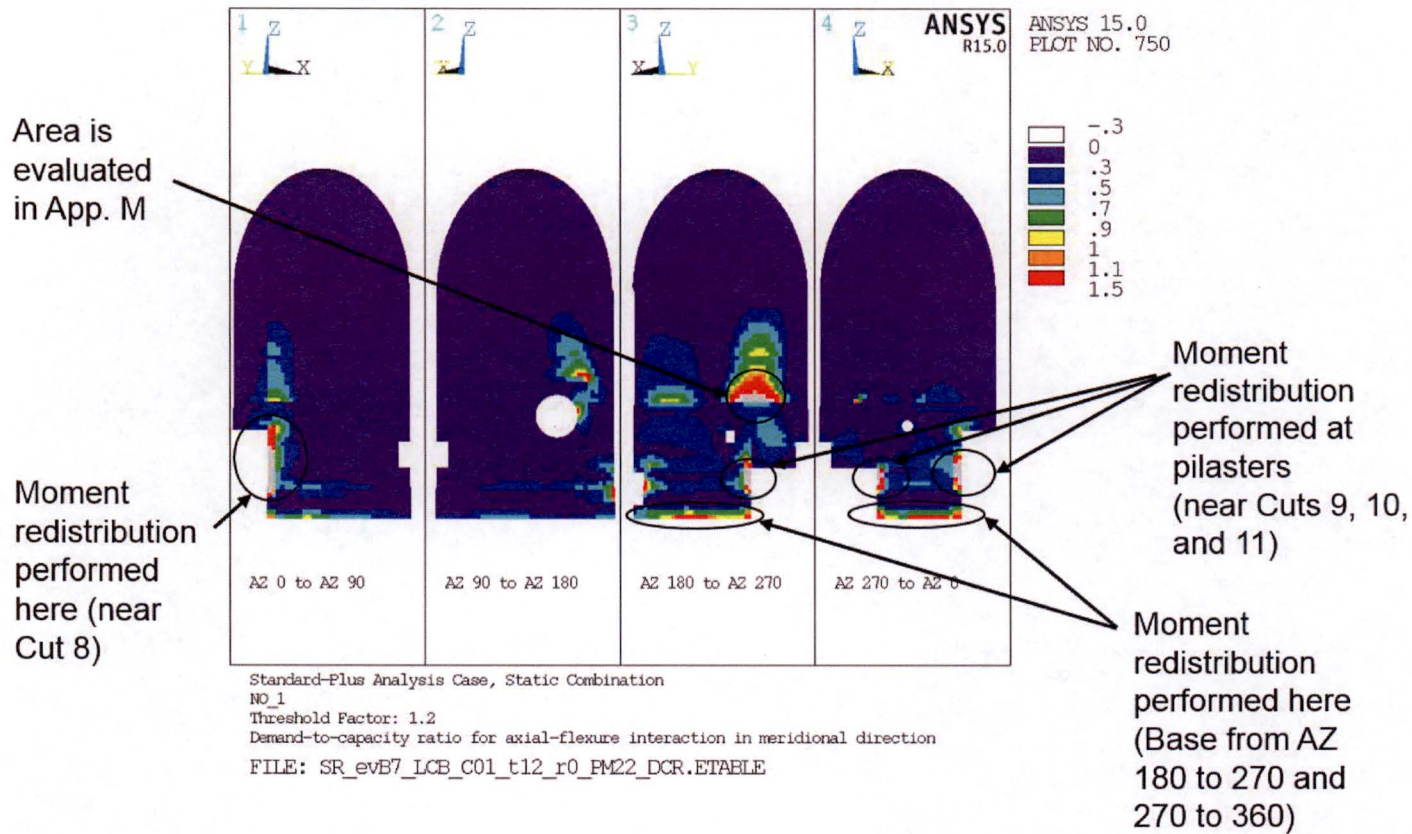 1
Z
Y
X
2
Z
X
3
Z
X
Y
4
Z
X
ANSYS
R15.0
ANSYS 15.0
PLOT NO. 750
-.3
0
.3
.5
.7
.9
1
1.1
1.5
Area is
evaluated
in App. M
Moment
redistribution
performed
here (near
Cut 8)
Moment
redistribution
performed at
pilasters
(near Cuts 9, 10,
and 11)
Moment
redistribution
performed here
(Base from AZ
180 to 270 and
270 to 360)
AZ 0 to AZ 90
AZ 90 to AZ 180
AZ 180 to AZ 270
AZ 270 to AZ 0
Standard-Plus Analysis Case, Static Combination
NO_1
Threshold Factor: 1.2
Demand-to-capacity ratio for axial-flexure interaction in meridional direction
FILE: SR_evB7_LCB_C01_t12_r0_PM22_DCR.ETABLE